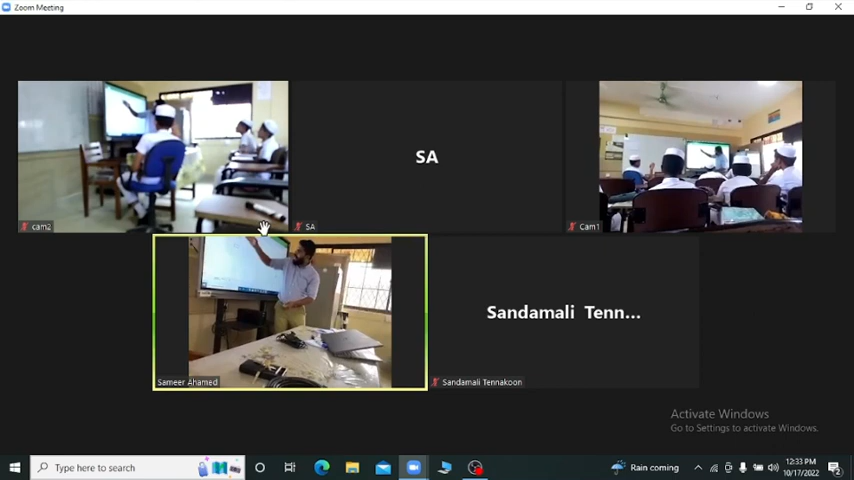 Zoom Meeting
SA
cam2
SA
Cam1
Sandamali Tenn...
Sameer Ahamed
Sandamali Tennakoon
Activate Windows
Go to Settings to activate Windows.
Type here to search
Rain coming
12:33 PM
10/17/2022
2